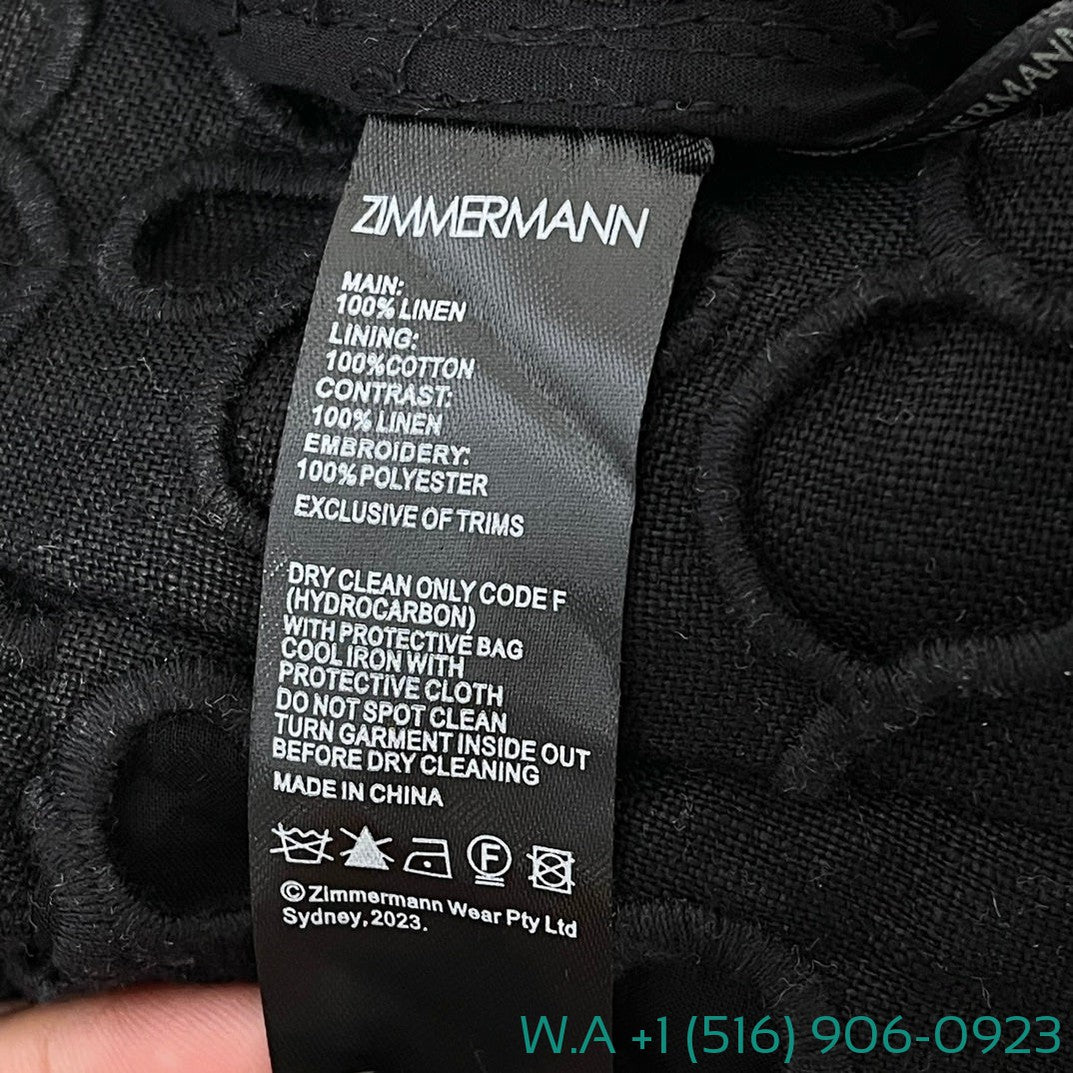 ZIMMERMANN
MAIN:
100% LINEN
LINING:
100%COTTON
CONTRAST:
100% LINEN
EMBROIDERY:
100%POLYESTER
EXCLUSIVE OF TRIMS
DRY CLEAN ONLY CODE F
(HYDROCARBON)
WITH PROTECTIVE BAG
COOL IRON WITH
PROTECTIVE CLOTH
DO NOT SPOT CLEAN
TURN GARMENT INSIDE OUT
BEFORE DRY CLEANING
MADE IN CHINA
F
©Zimmermann Wear Pty Ltd
Sydney, 2023.
W.A +1 (516) 906-0923